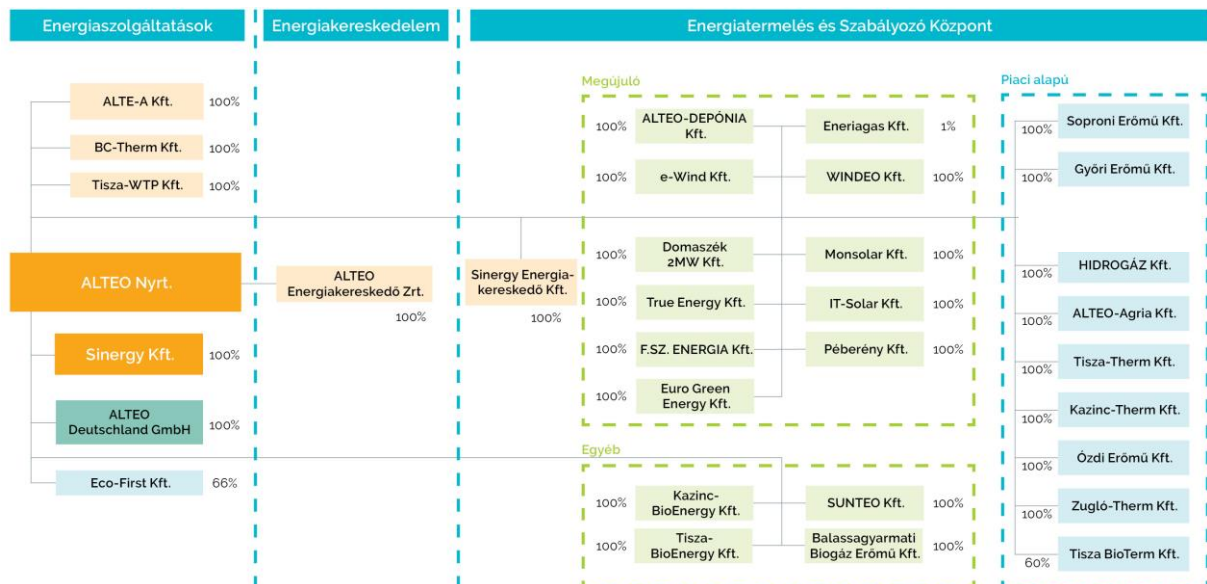 Energiaszolgáltatások
Energiakereskedelem
Energiatermelés és Szabályozó Központ
ALTE-A Kft.
100%
BC-Therm Kft.
100%
Tisza-WTP Kft.
100%
ALTEO Nyrt.
Sinergy Kft.
100%
ALTEO
Deutschland GmbH
100%
Eco-First Kft.
66%
ALTEO
Energiakereskedő Zrt.
100%
Sinergy Energia-
kereskedő Kft.
100%
Megújuló
100%
ALTEO-DEPÓNIA
Kft.
Eneriagas Kft.
1%
100%
e-Wind Kft.
WINDEO Kft.
100%
100%
Domaszék
2MW Kft.
Monsolar Kft.
100%
100%
True Energy Kft.
IT-Solar Kft.
100%
100%
F.SZ. ENERGIA Kft.
Péberény Kft.
100%
100%
Euro Green
Energy Kft.
Egyéb
100%
Kazinc-
BioEnergy Kft.
SUNTEO Kft.
100%
100%
Tisza-
BioEnergy Kft.
Balassagyarmati
Biogáz Erőmű Kft.
100%
Piaci alapú
100%
Soproni Erőmű Kft.
100%
Győri Erőmű Kft.
100%
HIDROGÁZ Kft.
100%
ALTEO-Agria Kft.
100%
Tisza-Therm Kft.
100%
Kazinc-Therm Kft.
100%
Ózdi Erőmű Kft.
100%
Zugló-Therm Kft.
60%
Tisza BioTerm Kft.